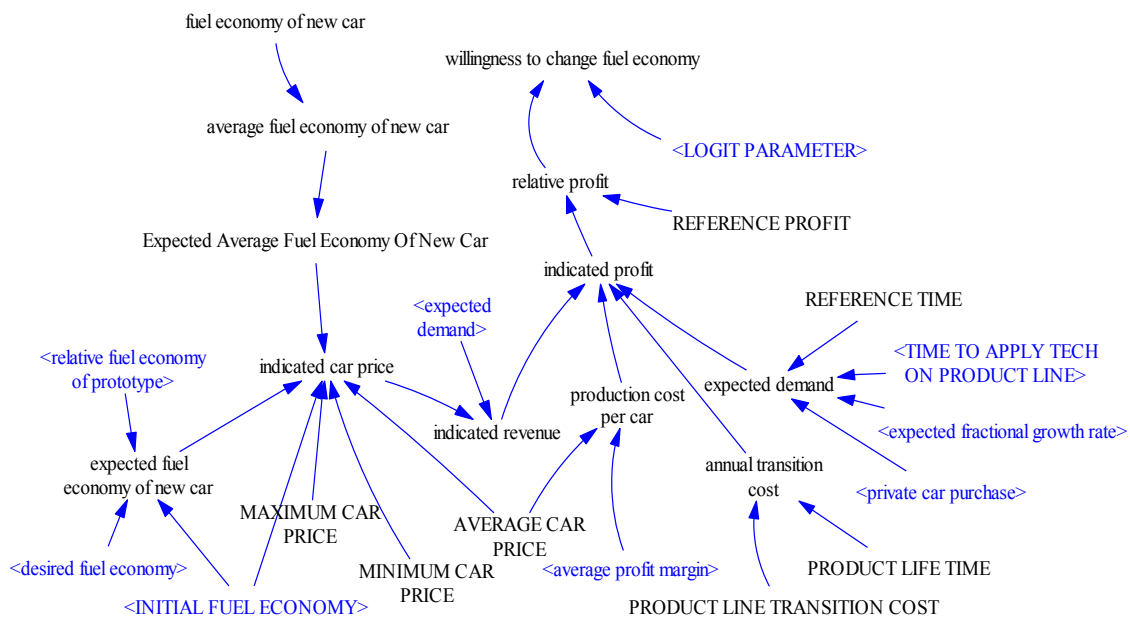 fuel economy of new car
willingness to change fuel economy
average fuel economy of new car
<LOGIT PARAMETER>
relative profit
REFERENCE PROFIT
Expected Average Fuel Economy Of New Car
indicated profit
REFERENCE TIME
<expected
demand>
<relative fuel economy
of prototype>
indicated car price
<TIME TO APPLY TECH
ON PRODUCT LINE>
expected demand
production cost
per car
indicated revenue
<expected fractional growth rate>
expected fuel
economy of new car
annual transition
cost
<private car purchase>
MAXIMUM CAR
PRICE
AVERAGE CAR
PRICE
<desired fuel economy>
MINIMUM CAR
PRICE
<average profit margin>
PRODUCT LIFE TIME
<INITIAL FUEL ECONOMY>
PRODUCT LINE TRANSITION COST